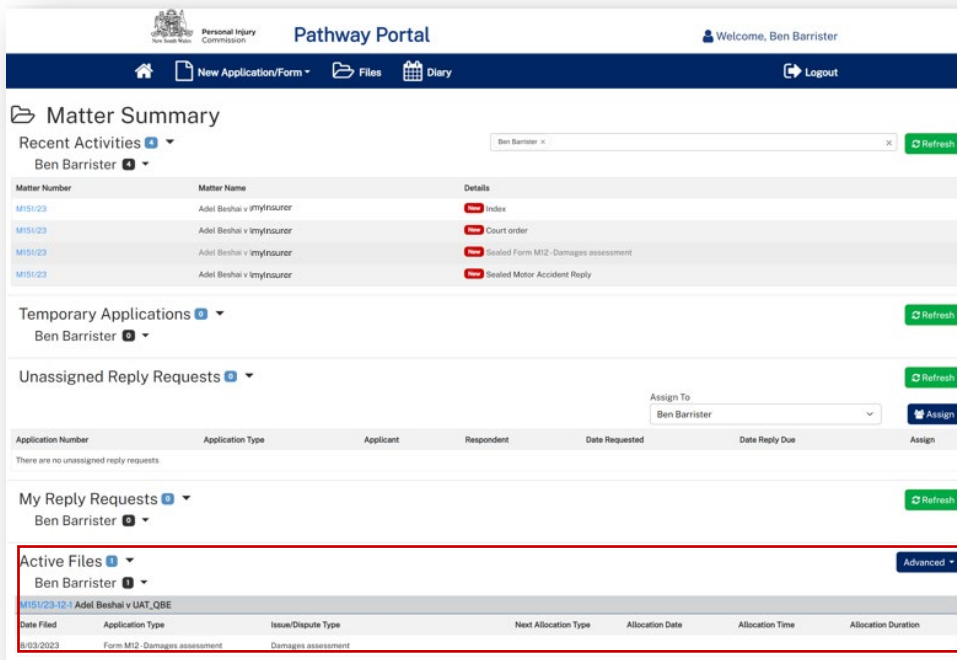 New South Wales
Personal Injury
Commission
Pathway Portal
Welcome, Ben Barrister
New Application/Form
Files
Diary
Logout
Matter Summary
Recent Activities 4
Ben Barrister ×
×
Refresh
Ben Barrister 4
Matter Number Matter Name Details
M151/23 Adel Beshai v myInsurer New Index
M151/23 Adel Beshai v myInsurer New Court order
M151/23 Adel Beshai v myInsurer New Sealed Form M12 - Damages assessment
M151/23 Adel Beshai v myInsurer New Sealed Motor Accident Reply
Temporary Applications 0
Refresh
Ben Barrister 0
Unassigned Reply Requests 0
Refresh
Assign To
Ben Barrister
Assign
Application Number Application Type Applicant Respondent Date Requested Date Reply Due Assign
There are no unassigned reply requests
My Reply Requests 0
Refresh
Ben Barrister 0
Active Files 1
Advanced
Ben Barrister 1
M151/23-12-1 Adel Beshai v UAT_QBE
Date Filed Application Type Issue/Dispute Type Next Allocation Type Allocation Date Allocation Time Allocation Duration
8/03/2023 Form M12 - Damages assessment Damages assessment